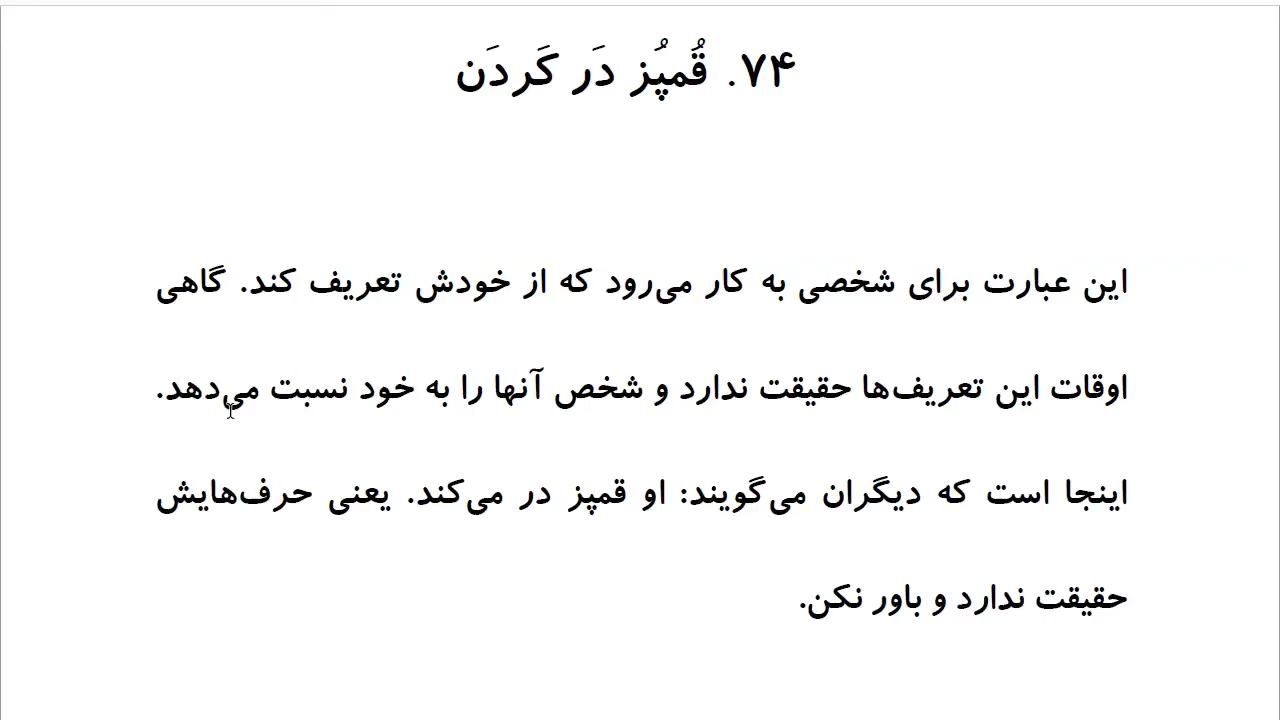 ۷۴. قُمپُز دَر کَردَن
این عبارت برای شخصی به کار می‌رود که از خودش تعریف کند. گاهی
اوقات این تعریف‌ها حقیقت ندارد و شخص آنها را به خود نسبت می‌دهد.
اینجا است که دیگران می‌گویند: او قمپز در می‌کند. یعنی حرف‌هایش
حقیقت ندارد و باور نکن.